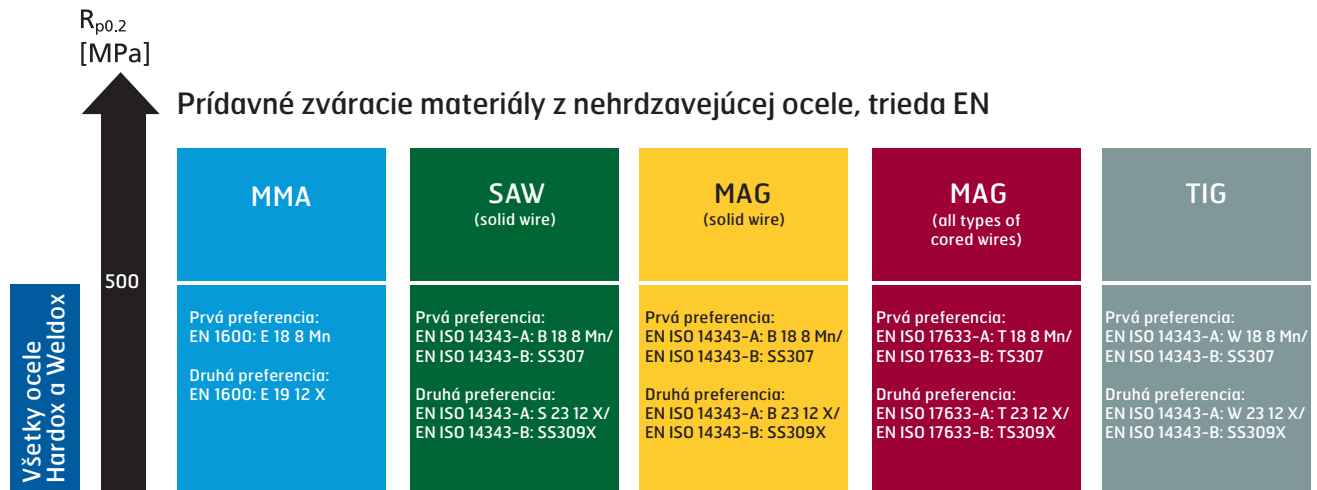 Rp0.2
[MPa]
Prídavné zváracie materiály z nehrdzavejúcej ocele, trieda EN
MMA
SAW
(solid wire)
MAG
(solid wire)
MAG
(all types of
cored wires)
TIG
500
Všetky ocele
Hardox a Weldox
Prvá preferencia:
EN 1600: E 18 8 Mn
Druhá preferencia:
EN 1600: E 19 12 X
Prvá preferencia:
EN ISO 14343-A: B 18 8 Mn/
EN ISO 14343-B: SS307
Druhá preferencia:
EN ISO 14343-A: S 23 12 X/
EN ISO 14343-B: SS309X
Prvá preferencia:
EN ISO 14343-A: B 18 8 Mn/
EN ISO 14343-B: SS307
Druhá preferencia:
EN ISO 14343-A: B 23 12 X/
EN ISO 14343-B: SS309X
Prvá preferencia:
EN ISO 17633-A: T 18 8 Mn/
EN ISO 17633-B: TS307
Druhá preferencia:
EN ISO 17633-A: T 23 12 X/
EN ISO 17633-B: TS309X
Prvá preferencia:
EN ISO 14343-A: W 18 8 Mn/
EN ISO 14343-B: SS307
Druhá preferencia:
EN ISO 14343-A: W 23 12 X/
EN ISO 14343-B: SS309X